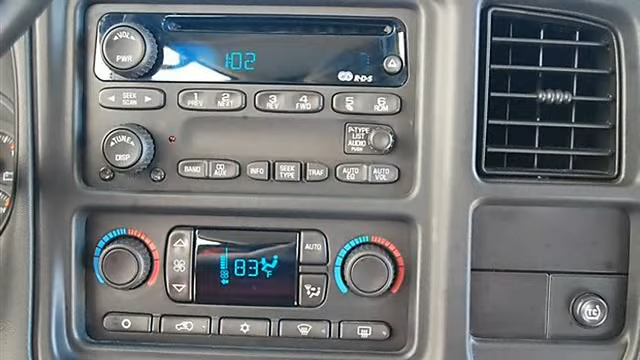 VOL
PWR
102
R·D·S
SEEK
SCAN
1
PREV
2
NEXT
3
REV
4
FWD
5
6
RDM
TUNE
DISP
P-TYPE
LIST
AUDIO
PUSH
BAND
CD
AUX
INFO
SEEK
TYPE
TRAF
AUTO
EQ
AUTO
VOL
83 F
AUTO
TC